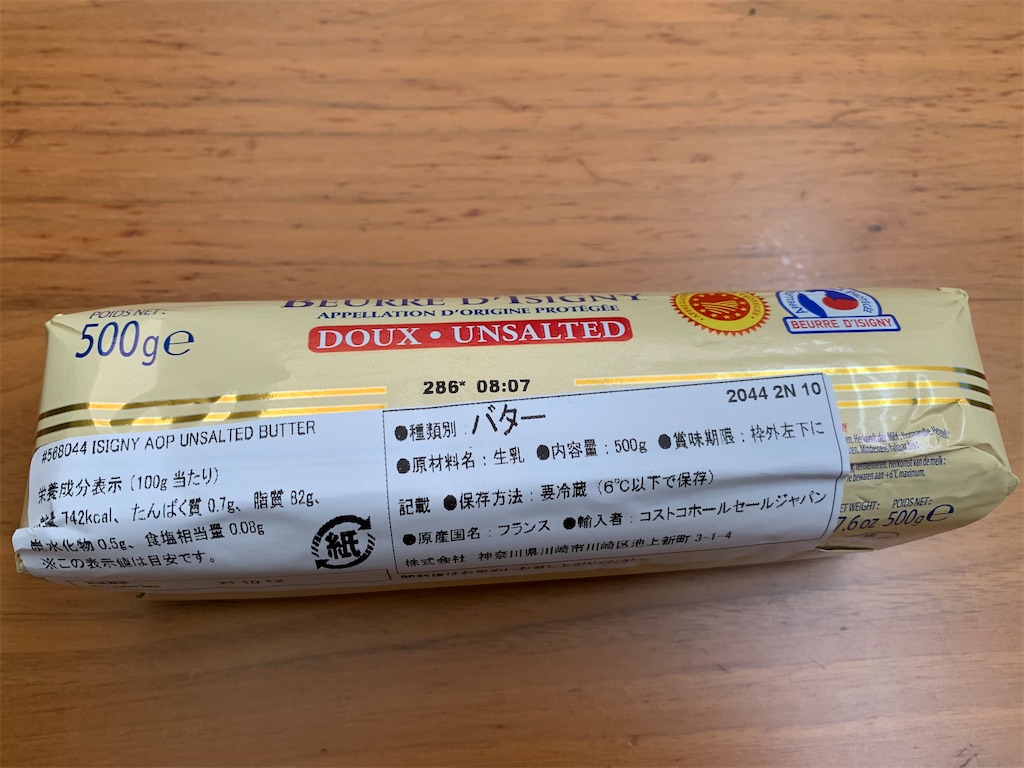 POIDS NET:
500g℮
BEURRE D'ISIGNY
APPELLATION D'ORIGINE PROTÉGÉE
DOUX • UNSALTED
BEURRE D'ISIGNY
286* 08:07
#568044 ISIGNY AOP UNSALTED BUTTER
栄養成分表示 (100g 当たり)
742kcal、たんぱく質 0.7g、脂質 82g、
炭水化物 0.5g、食塩相当量 0.08g
※この表示値は目安です。
紙
21 10 12
2044 2N 10
●種類別:バター
●原材料名:生乳 ●内容量:500g ●賞味期限:枠外左下に
記載 ●保存方法:要冷蔵 (6℃以下で保存)
●原産国名:フランス ●輸入者:コストコホールセールジャパン
株式会社 神奈川県川崎市川崎区池上新町 3-1-4
WEIGHT: POIDS NET:
7.6 oz 500g℮